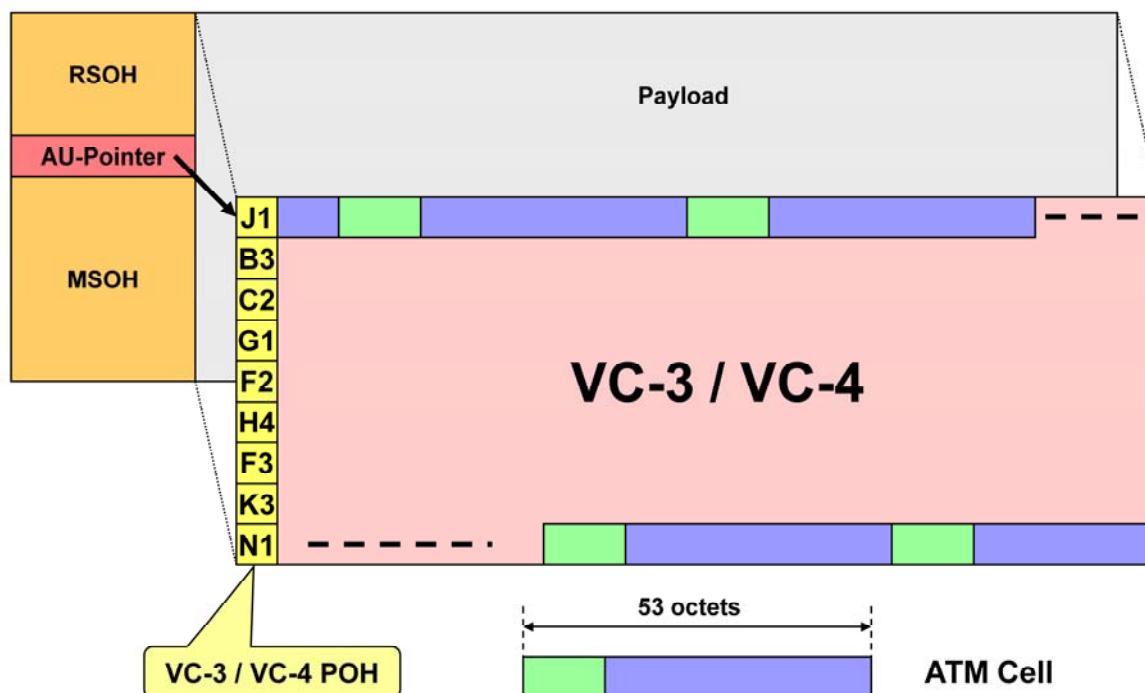 RSOH
Payload
AU-Pointer
J1
B3
MSOH
C2
G1
VC-3 / VC-4
F2
H4
F3
K3
N1
53 octets
VC-3 / VC-4 POH
ATM Cell